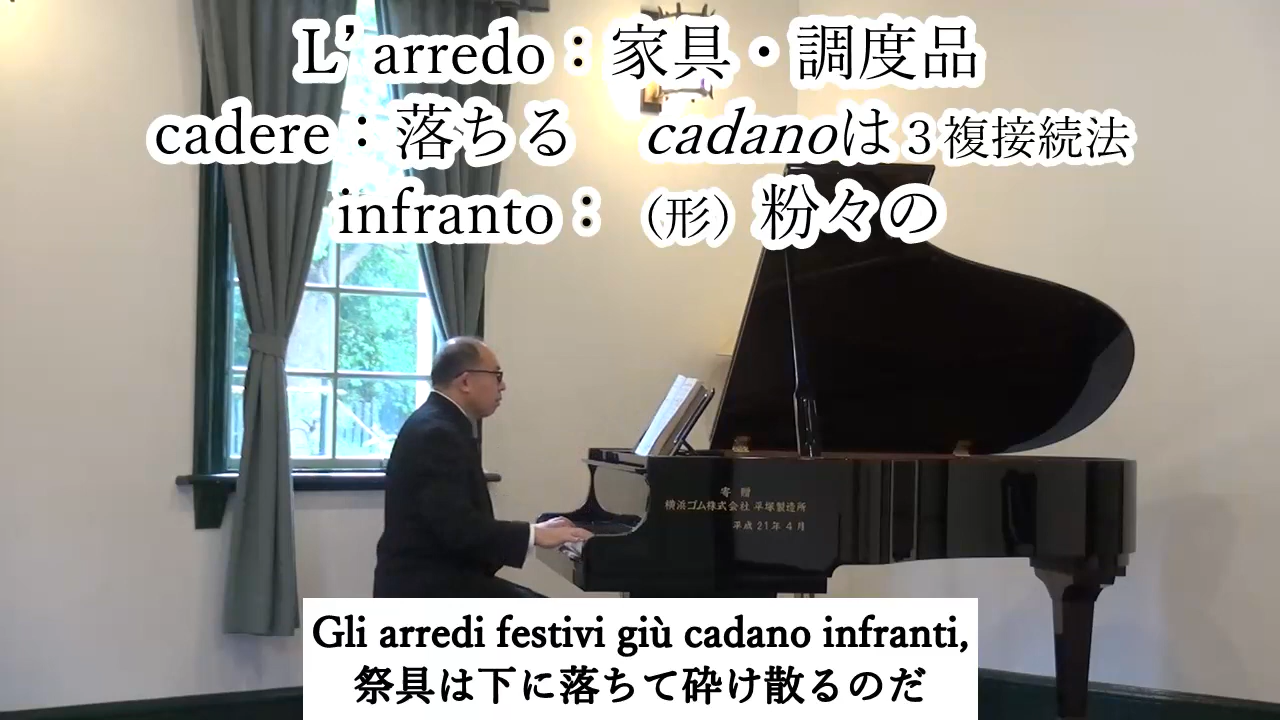 L’arredo：家具・調度品
cadere：落ちる　cadanoは３複接続法
infranto：（形）粉々の
寄贈
横浜ゴム株式会社 平塚製造所
平成21年4月
Gli arredi festivi giù cadano infranti,
祭具は下に落ちて砕け散るのだ